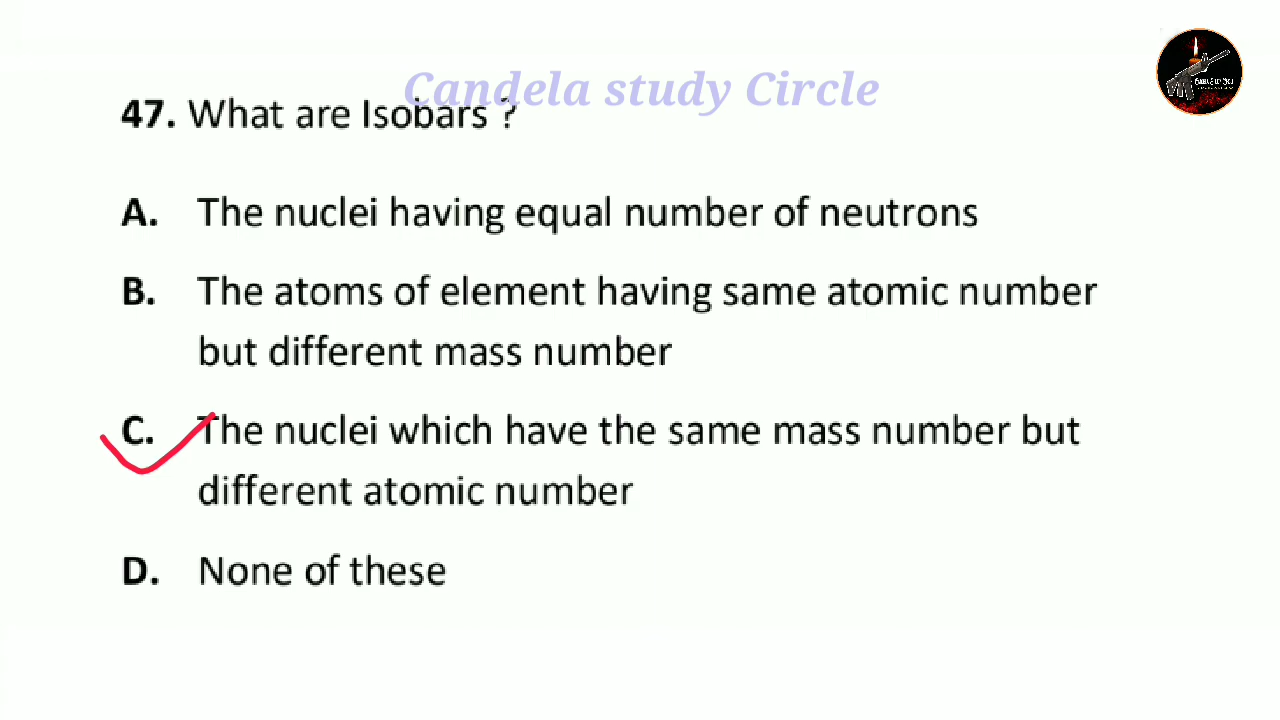 Candela study Circle
47. What are Isobars ?
A. The nuclei having equal number of neutrons
B. The atoms of element having same atomic number
but different mass number
C. The nuclei which have the same mass number but
different atomic number
D. None of these